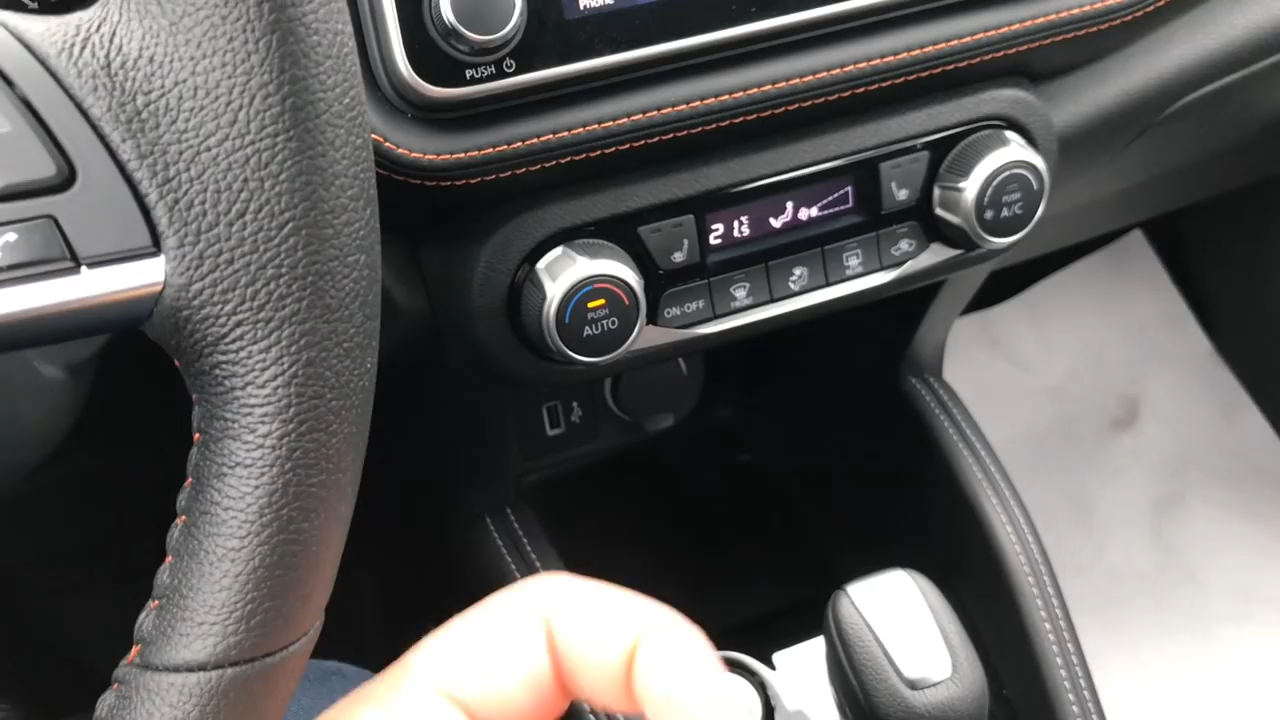 Phone
PUSH
21.5°C
PUSH
A/C
FRONT
REAR
ON·OFF
PUSH
AUTO